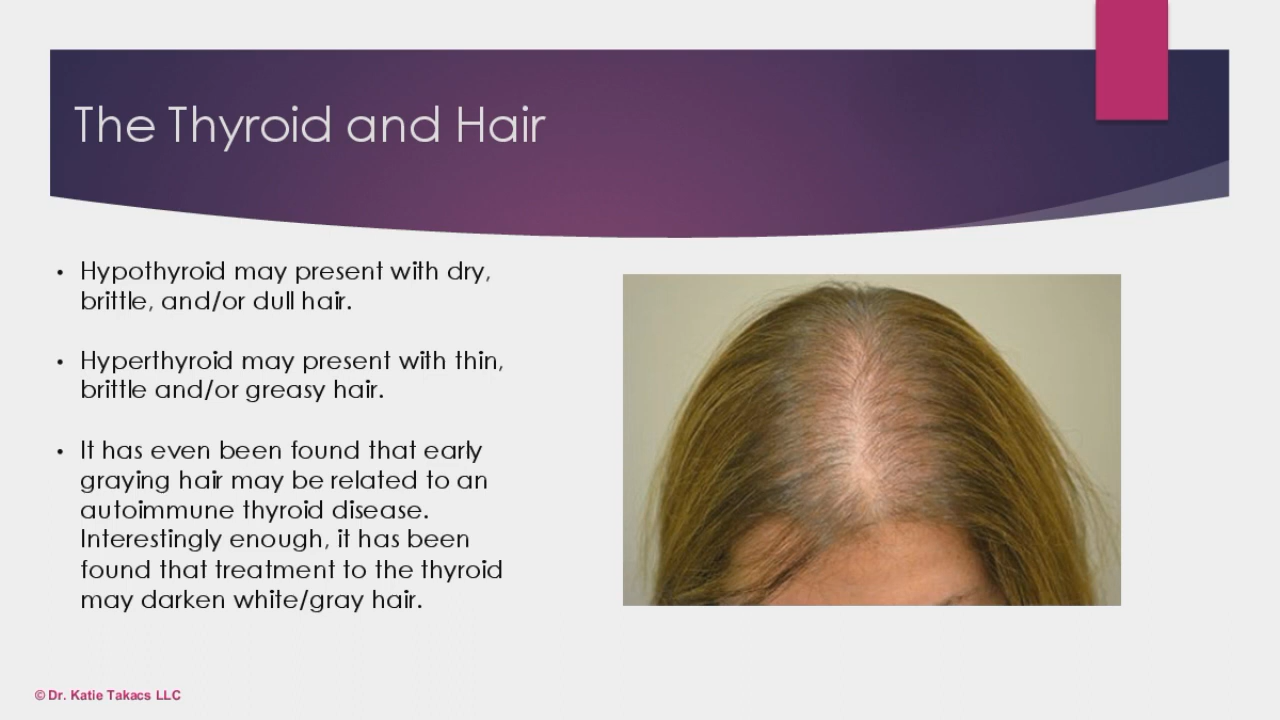 The Thyroid and Hair
• Hypothyroid may present with dry,
brittle, and/or dull hair.
• Hyperthyroid may present with thin,
brittle and/or greasy hair.
• It has even been found that early
graying hair may be related to an
autoimmune thyroid disease.
Interestingly enough, it has been
found that treatment to the thyroid
may darken white/gray hair.
© Dr. Katie Takacs LLC